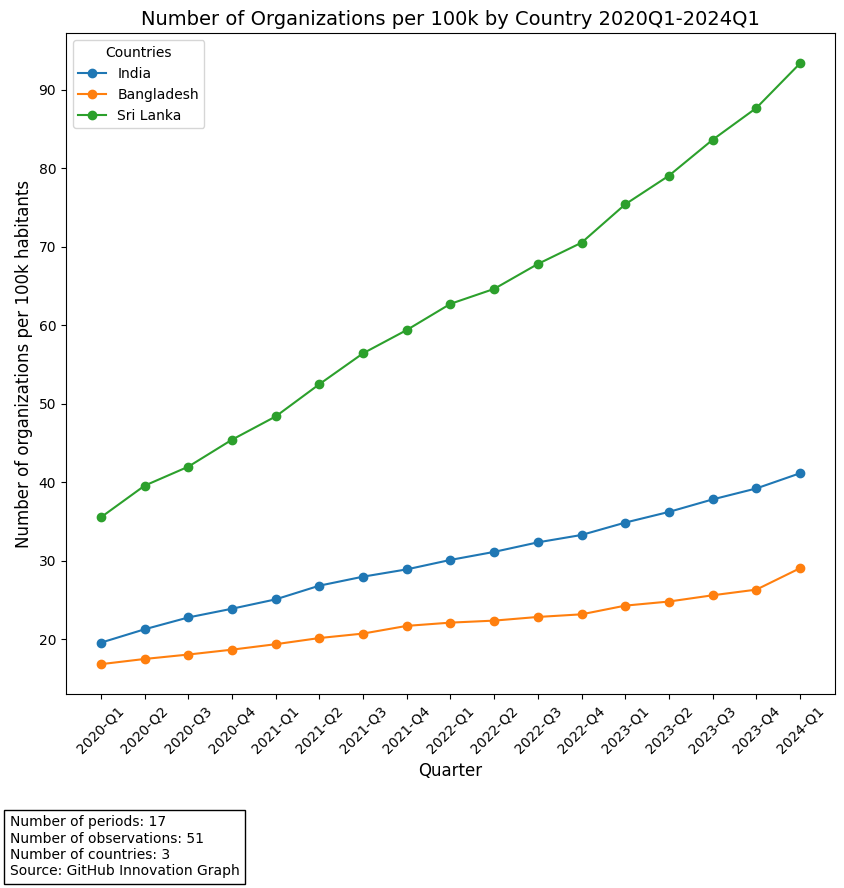 Number of Organizations per 100k by Country 2020Q1-2024Q1
Countries
India
Bangladesh
Sri Lanka
Number of organizations per 100k habitants
90
80
70
60
50
40
30
20
2020-Q1
2020-Q2
2020-Q3
2020-Q4
2021-Q1
2021-Q2
2021-Q3
2021-Q4
2022-Q1
2022-Q2
2022-Q3
2022-Q4
2023-Q1
2023-Q2
2023-Q3
2023-Q4
2024-Q1
Quarter
Number of periods: 17
Number of observations: 51
Number of countries: 3
Source: GitHub Innovation Graph